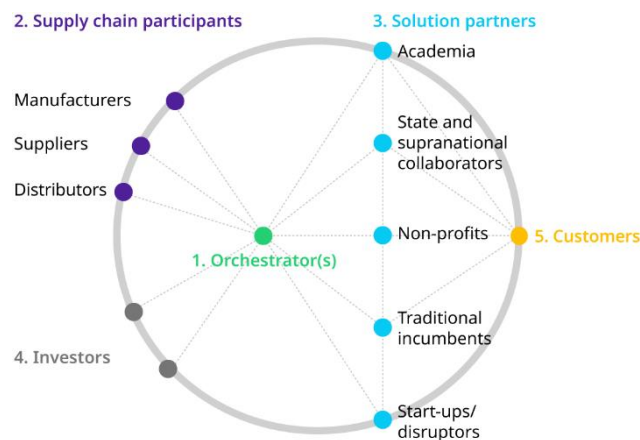 2. Supply chain participants
3. Solution partners
Academia
Manufacturers
State and
supranational
collaborators
Suppliers
Distributors
Non-profits
5. Customers
1. Orchestrator(s)
Traditional
incumbents
4. Investors
Start-ups/
disruptors